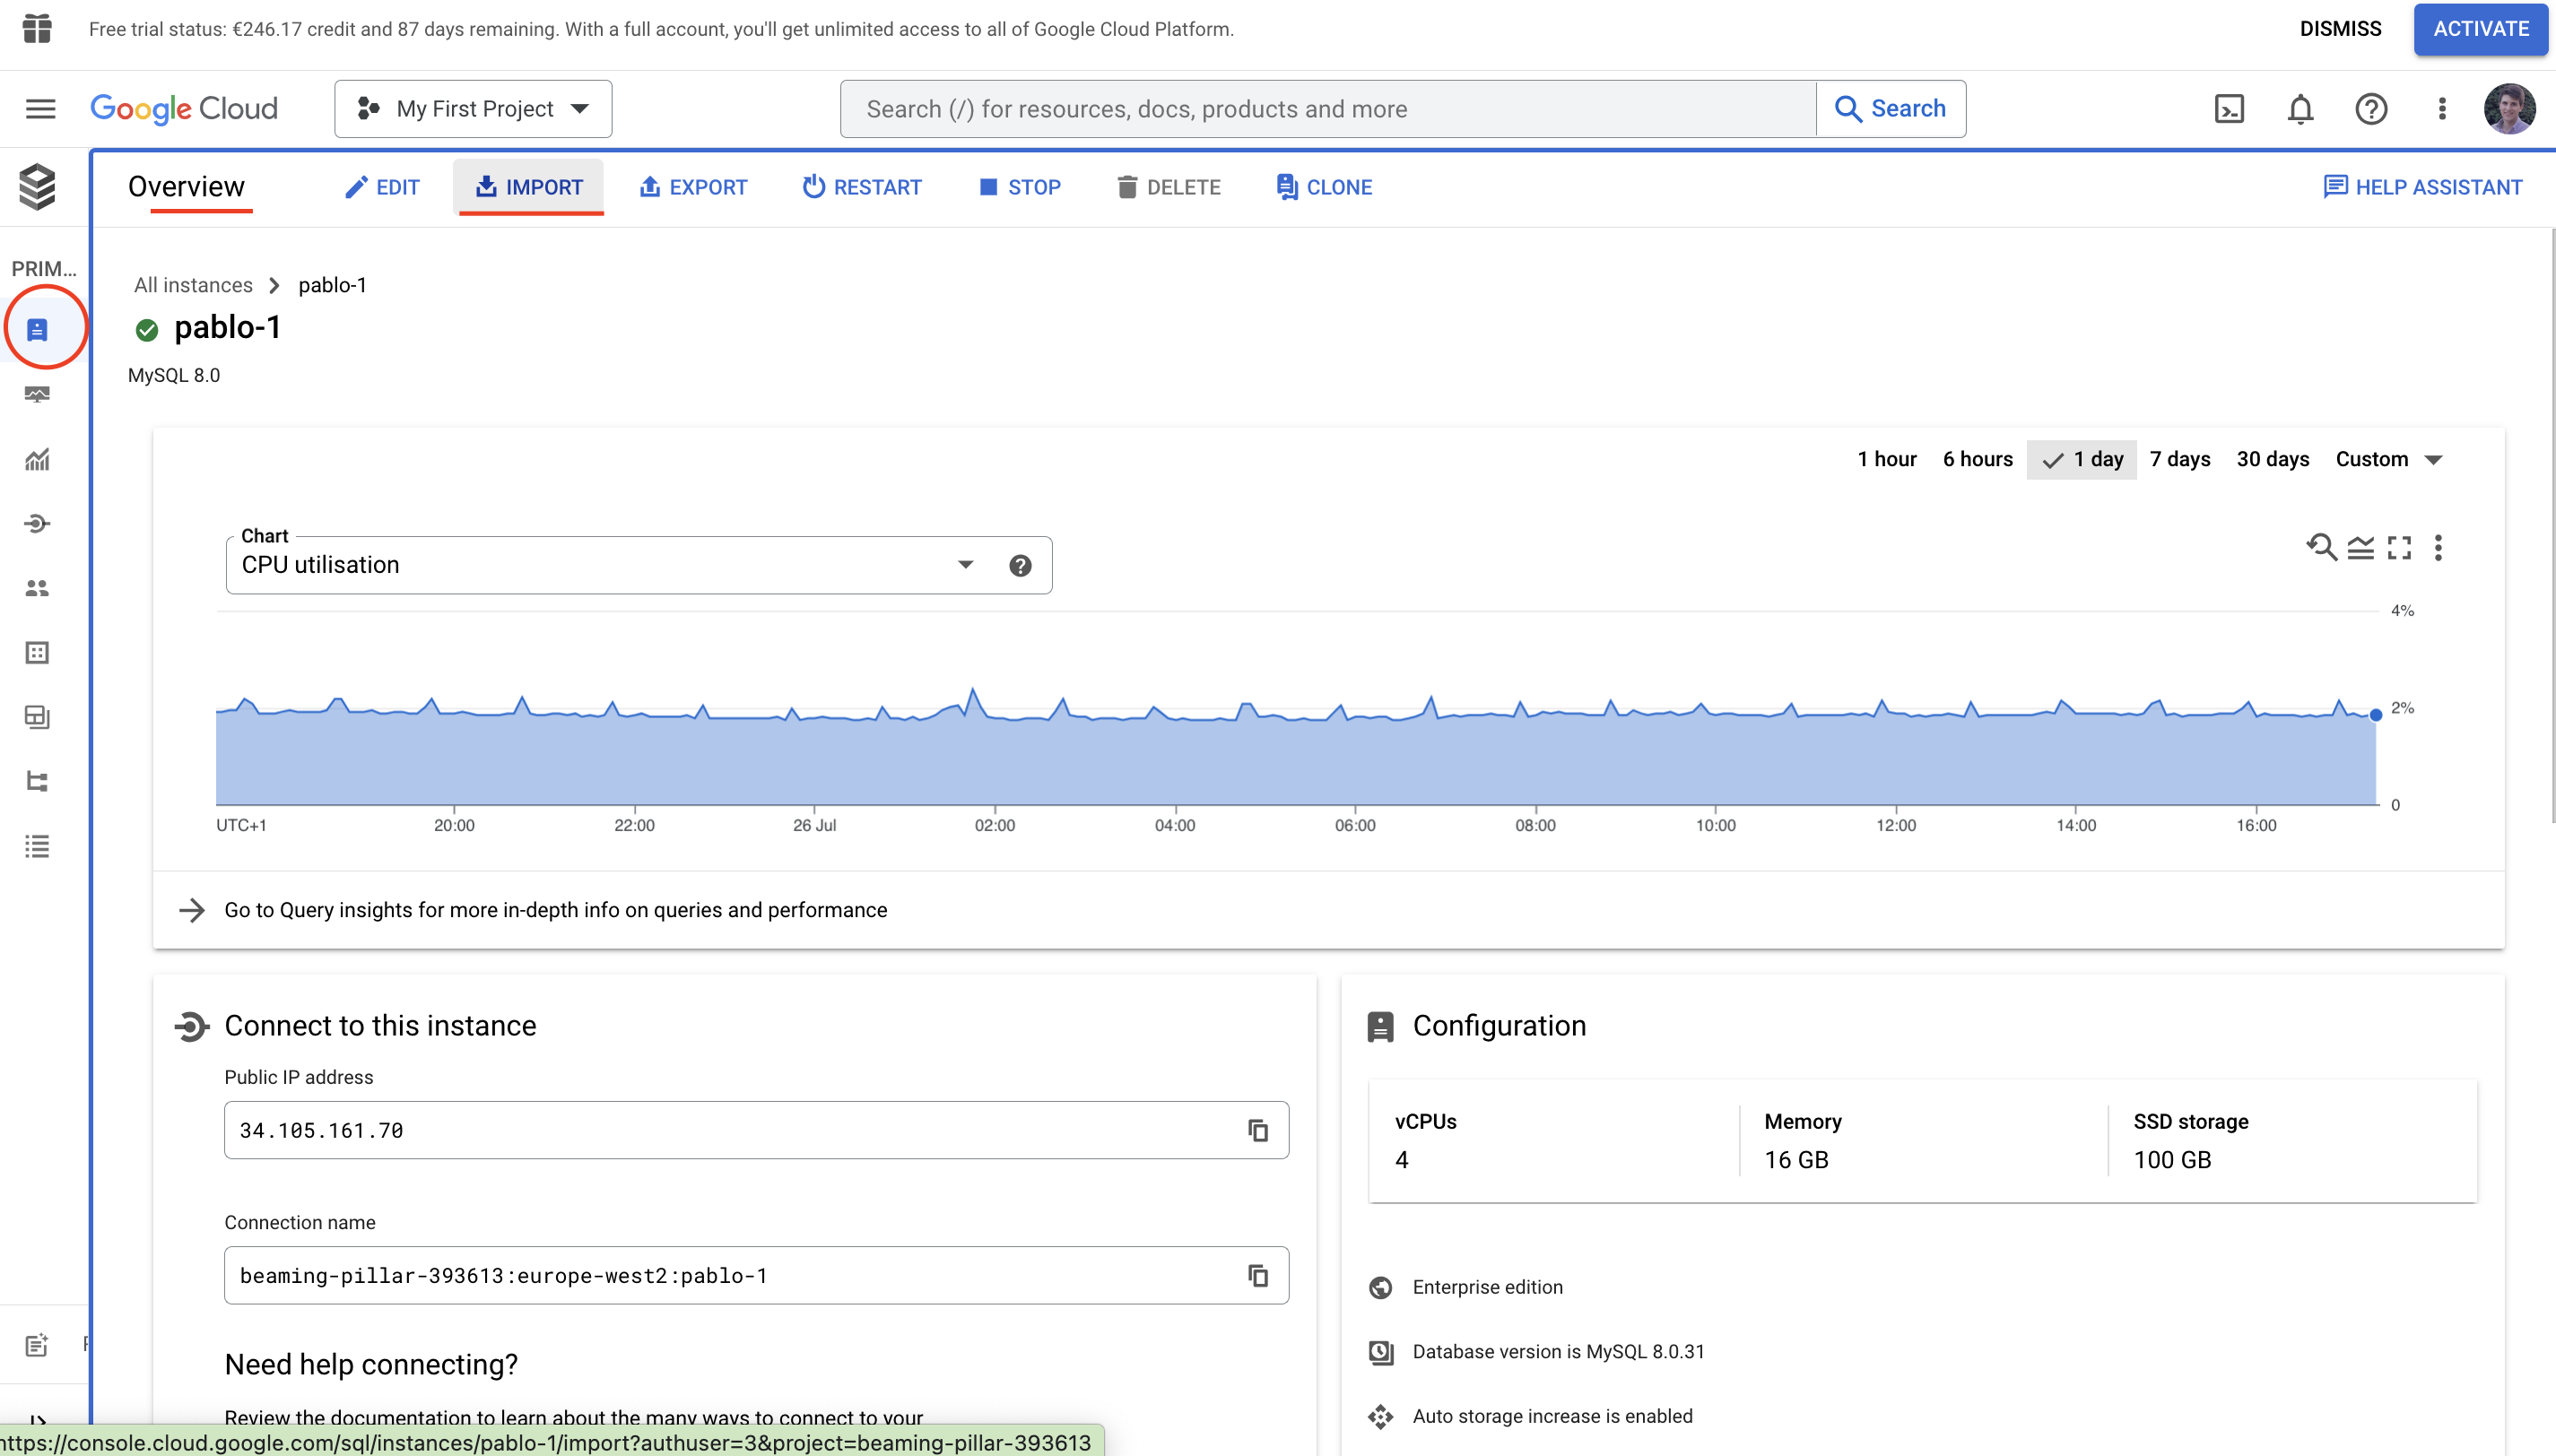 Free trial status: €246.17 credit and 87 days remaining. With a full account, you'll get unlimited access to all of Google Cloud Platform.
DISMISS
ACTIVATE
Google Cloud
My First Project
Search (/) for resources, docs, products and more
Search
Overview
EDIT
IMPORT
EXPORT
RESTART
STOP
DELETE
CLONE
HELP ASSISTANT
PRIM...
All instances
pablo-1
pablo-1
MySQL 8.0
1 hour
6 hours
1 day
7 days
30 days
Custom
Chart
CPU utilisation
4%
2%
0
UTC+1
20:00
22:00
26 Jul
02:00
04:00
06:00
08:00
10:00
12:00
14:00
16:00
Go to Query insights for more in-depth info on queries and performance
Connect to this instance
Public IP address
34.105.161.70
Connection name
beaming-pillar-393613:europe-west2:pablo-1
Need help connecting?
Review the documentation to learn about the many ways to connect to your
Configuration
vCPUs
4
Memory
16 GB
SSD storage
100 GB
Enterprise edition
Database version is MySQL 8.0.31
Auto storage increase is enabled
https://console.cloud.google.com/sql/instances/pablo-1/import?authuser=3&project=beaming-pillar-393613